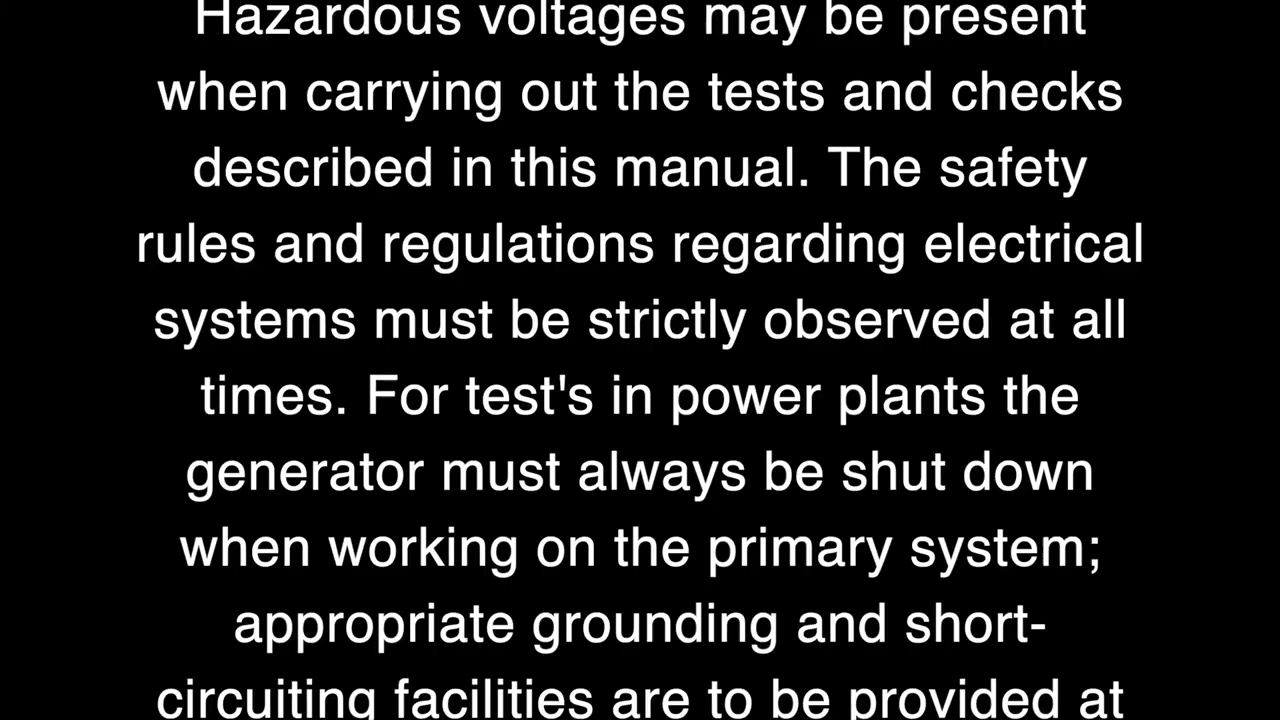 Hazardous voltages may be present
when carrying out the tests and checks
described in this manual. The safety
rules and regulations regarding electrical
systems must be strictly observed at all
times. For test's in power plants the
generator must always be shut down
when working on the primary system;
appropriate grounding and short-
circuiting facilities are to be provided at